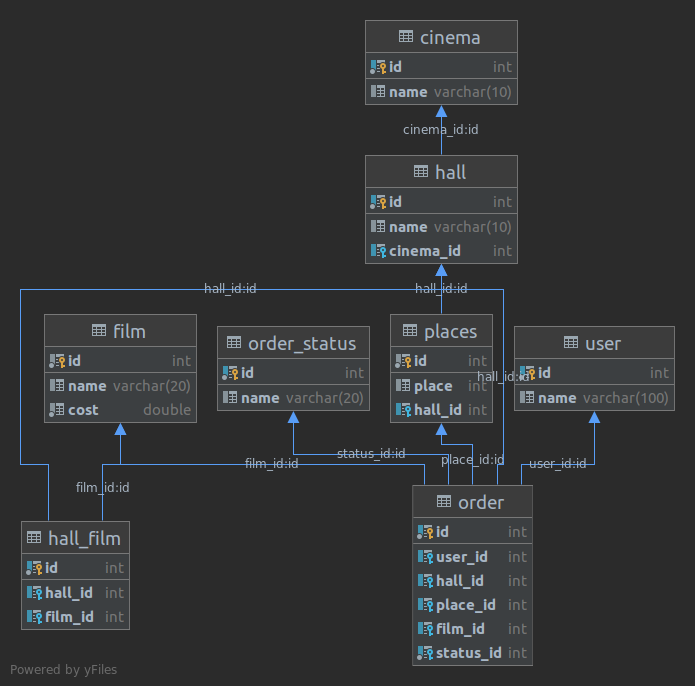 cinema
id int
name varchar(10)
cinema_id:id
hall
id int
name varchar(10)
cinema_id int
hall_id:id
hall_id:id
film
id int
name varchar(20)
cost double
order_status
id int
name varchar(20)
places
id int
place int
hall_id int
hall_id:id
user
id int
name varchar(100)
status_id:id
film_id:id
place_id:id
user_id:id
film_id:id
hall_film
id int
hall_id int
film_id int
order
id int
user_id int
hall_id int
place_id int
film_id int
status_id int
Powered by yFiles